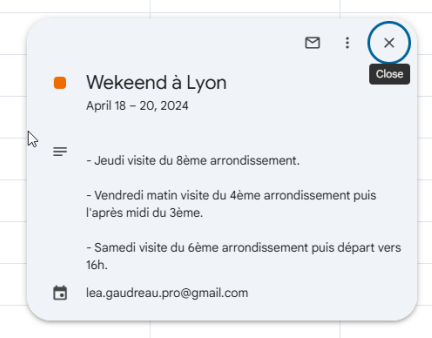 Close
Wekeend à Lyon
April 18 – 20, 2024
- Jeudi visite du 8ème arrondissement.
- Vendredi matin visite du 4ème arrondissement puis
l'après midi du 3ème.
- Samedi visite du 6ème arrondissement puis départ vers
16h.
lea.gaudreau.pro@gmail.com